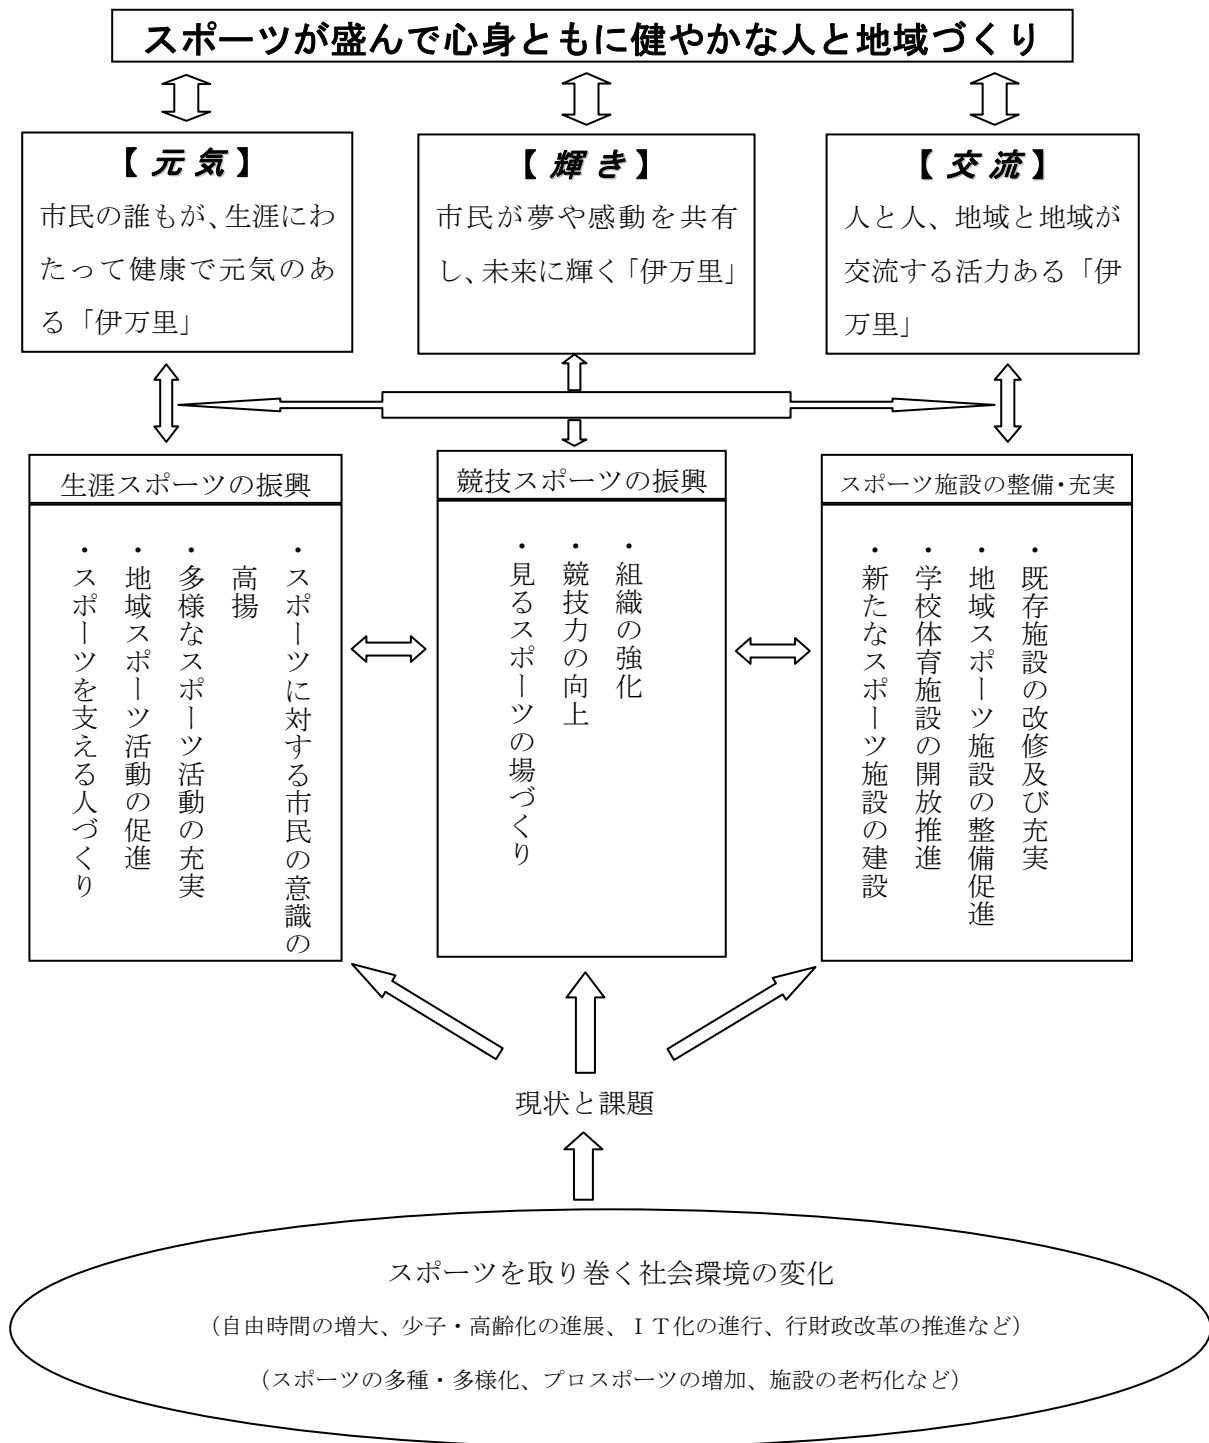 スポーツが盛んで心身ともに健やかな人と地域づくり
【元気】
市民の誰もが、生涯にわ
たって健康で元気のあ
る「伊万里」
【輝き】
市民が夢や感動を共有
し、未来に輝く「伊万里」
【交流】
人と人、地域と地域が
交流する活力ある「伊
万里」
生涯スポーツの振興
・スポーツに対する市民の意識の
高揚
・多様なスポーツ活動の充実
・地域スポーツ活動の促進
・スポーツを支える人づくり
競技スポーツの振興
・組織の強化
・競技力の向上
・見るスポーツの場づくり
スポーツ施設の整備・充実
・既存施設の改修及び充実
・地域スポーツ施設の整備促進
・学校体育施設の開放推進
・新たなスポーツ施設の建設
現状と課題
スポーツを取り巻く社会環境の変化
(自由時間の増大、少子・高齢化の進展、ＩＴ化の進行、行財政改革の推進など)
(スポーツの多種・多様化、プロスポーツの増加、施設の老朽化など)